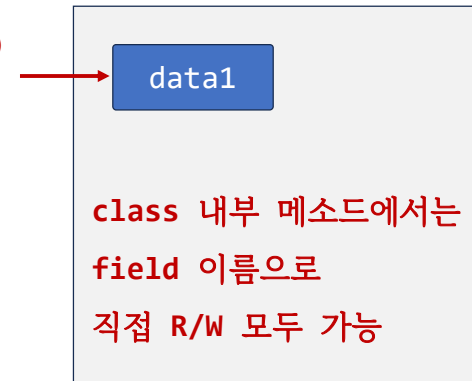 data1
class 내부 메소드에서는
field 이름으로
직접 R/W 모두 가능